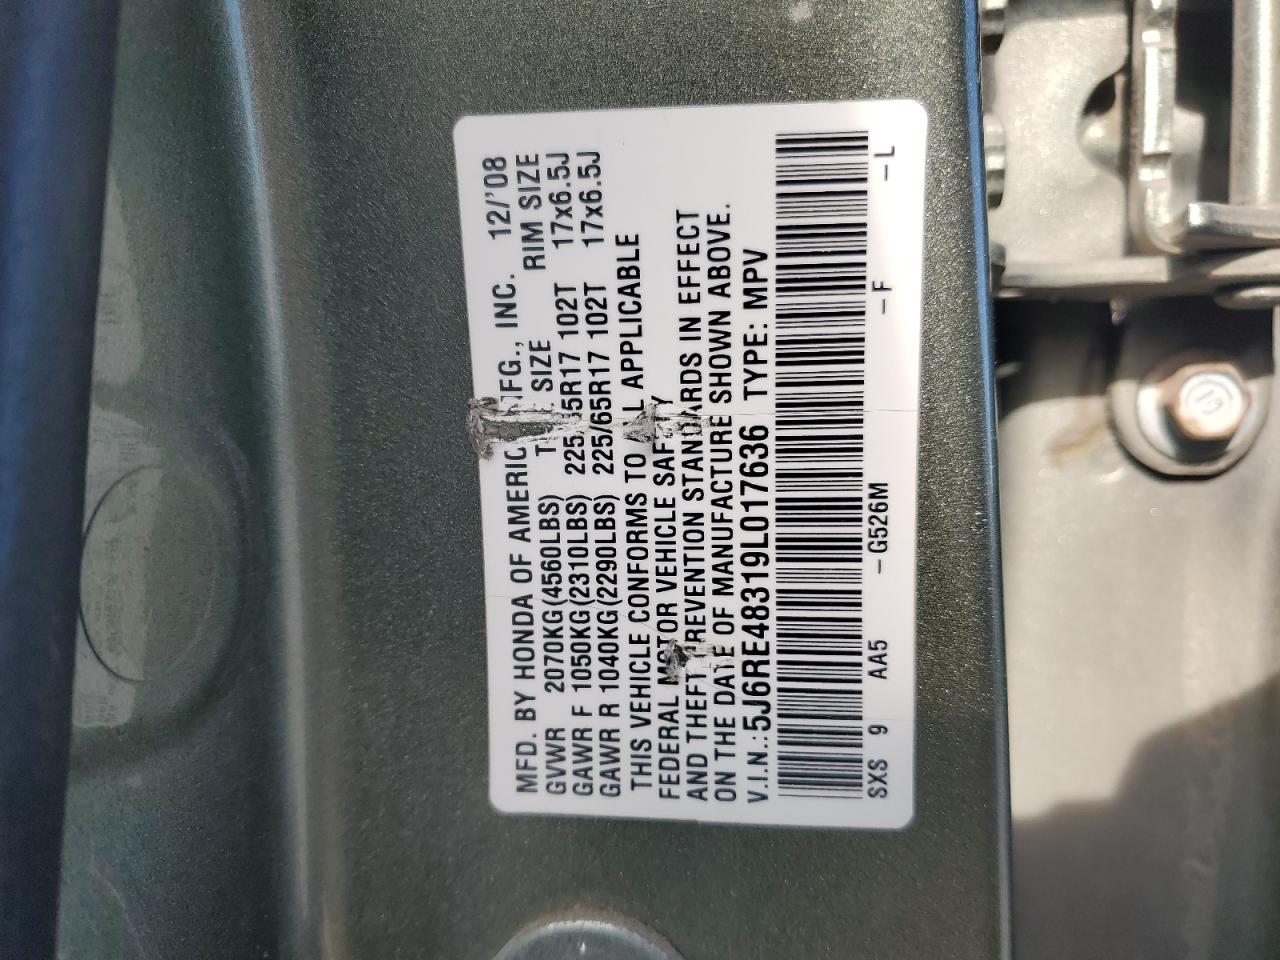 MFD. BY HONDA OF AMERIC TFG., INC. 12/'08
GVWR 2070KG(4560LBS) T SIZE RIM SIZE
GAWR F 1050KG(2310LBS) 225/ 5R17 102T 17x6.5J
GAWR R 1040KG(2290LBS) 225/65R17 102T 17x6.5J
THIS VEHICLE CONFORMS TO L APPLICABLE
FEDERAL MOTOR VEHICLE SAFETY
AND THEFT PREVENTION STANDARDS IN EFFECT
ON THE DATE OF MANUFACTURE SHOWN ABOVE.
V.I.N.:5J6RE48319L017636 TYPE: MPV
SXS 9 AA5 -G526M -F -L